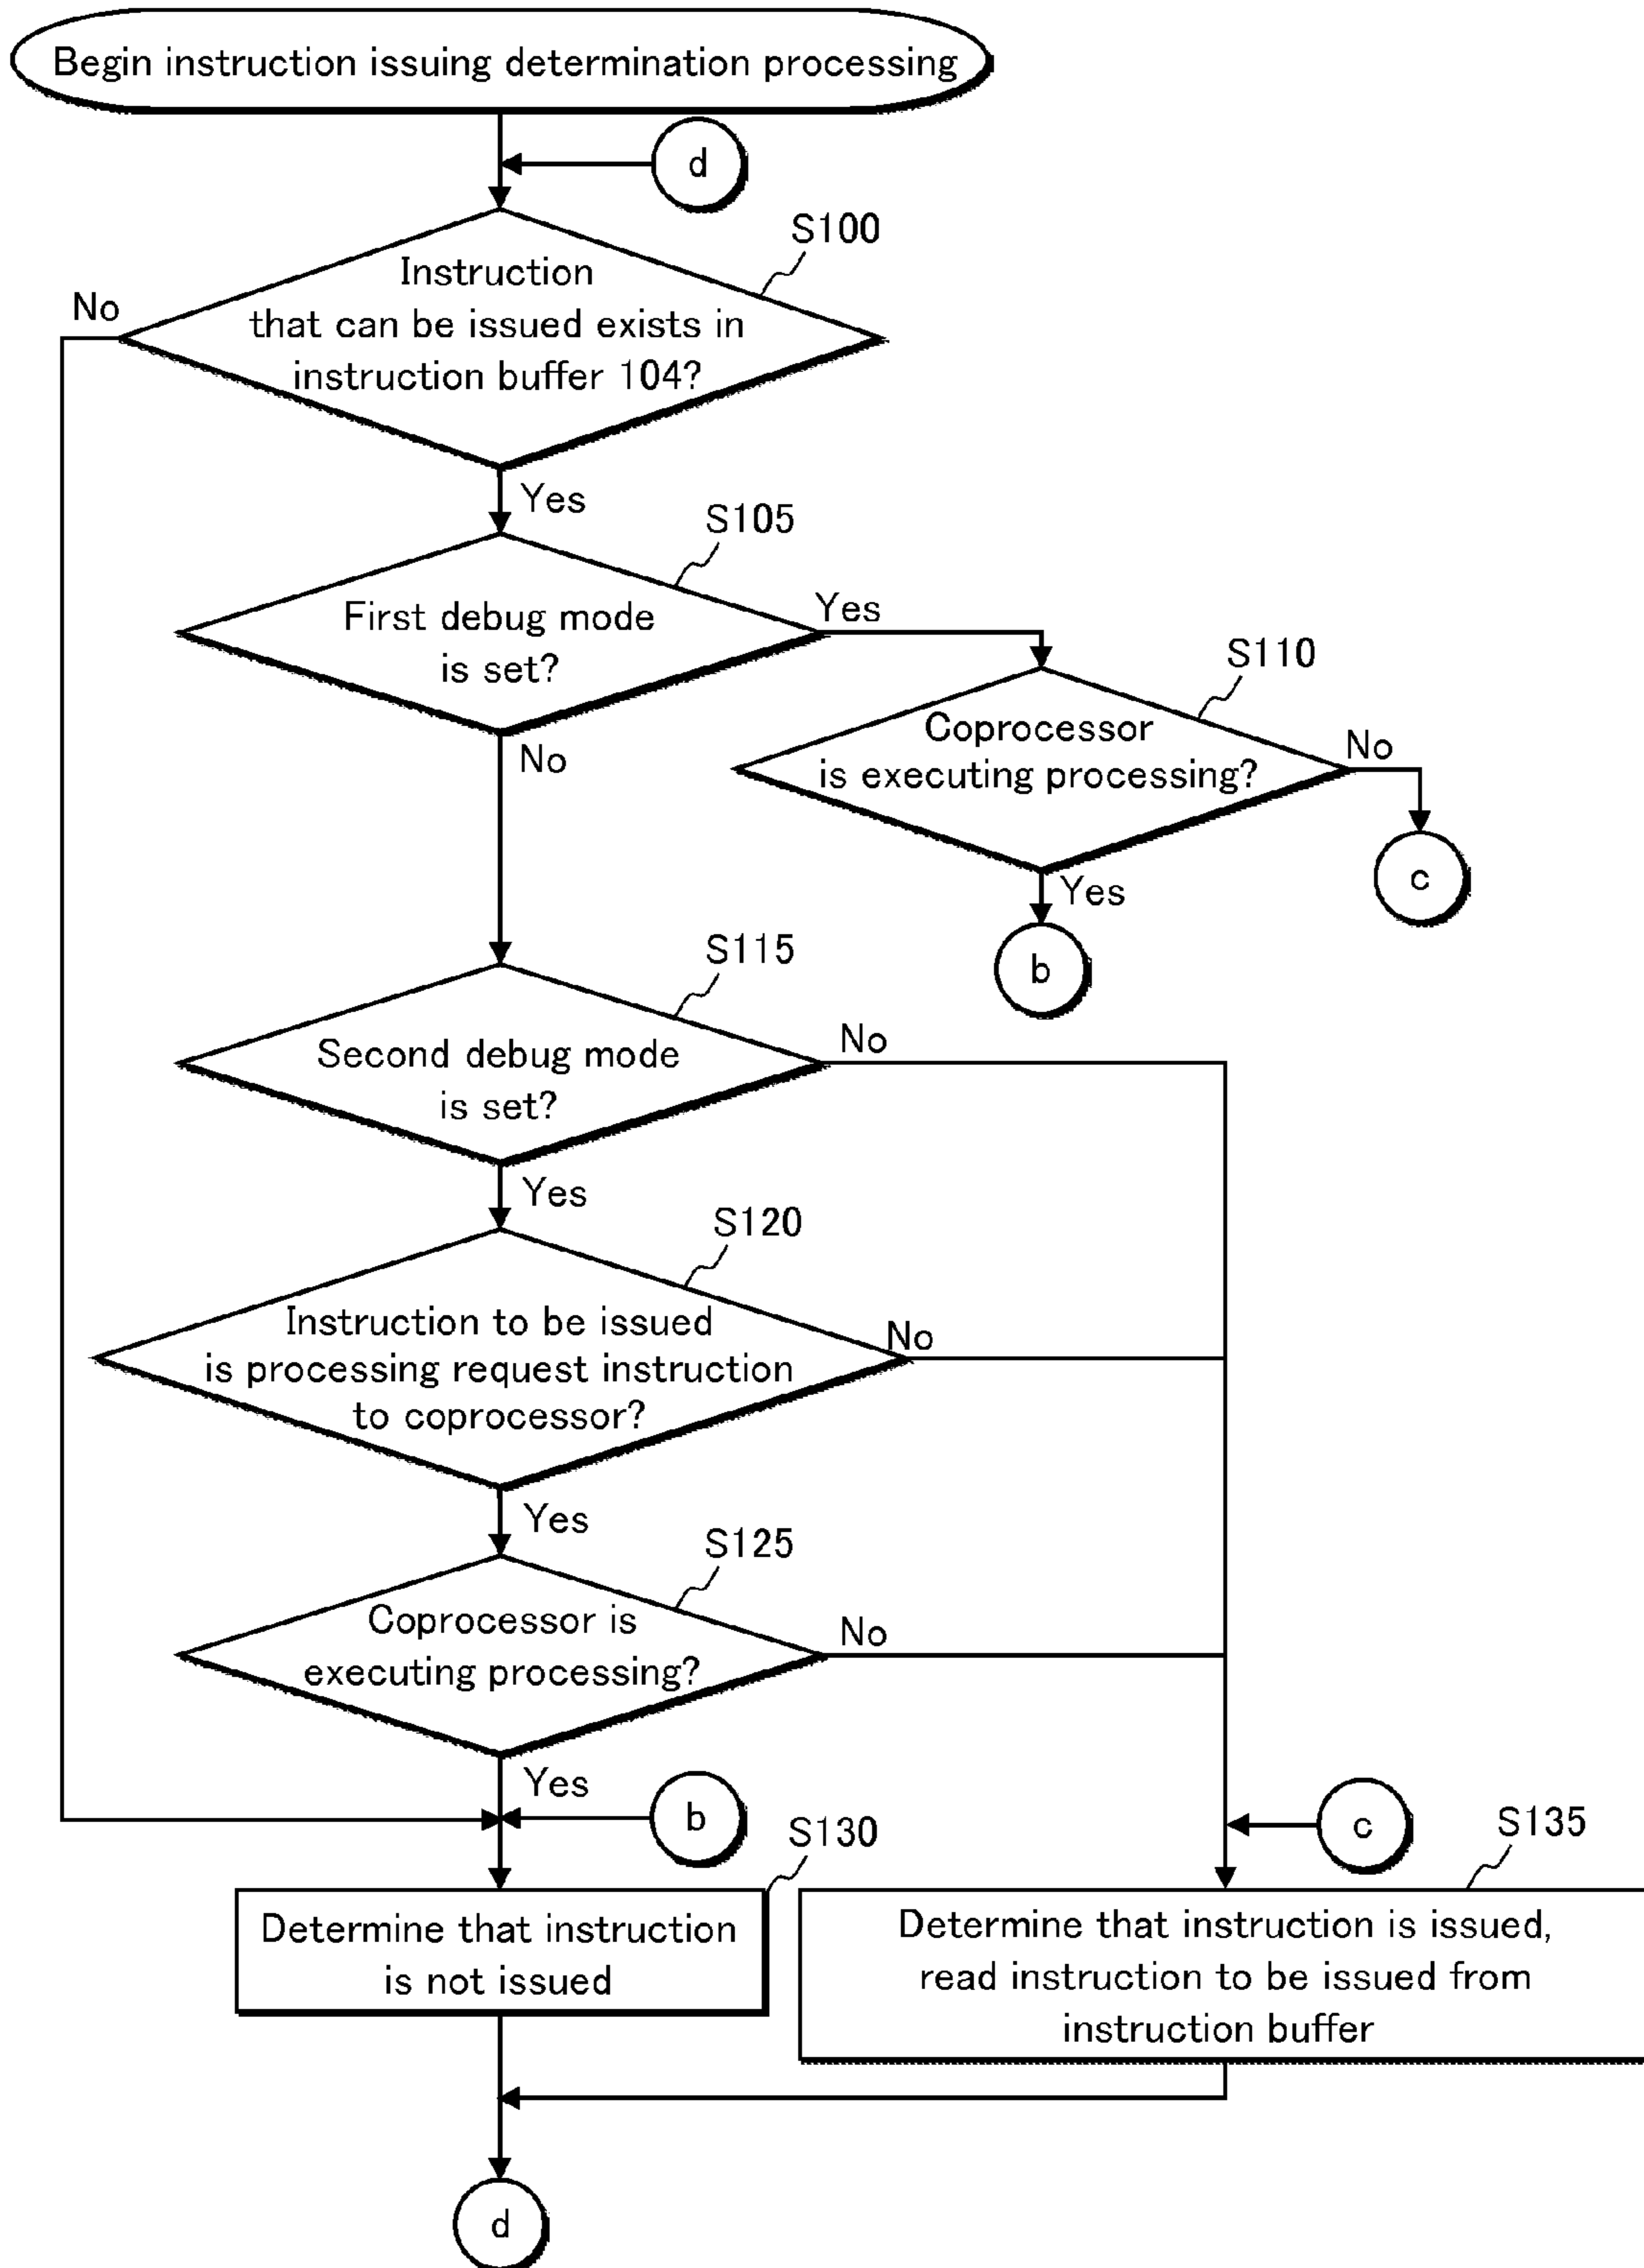 Begin instruction issuing determination processing
d
S100
Instruction
that can be issued exists in
instruction buffer 104?
No
Yes
S105
First debug mode
is set?
Yes
No
S110
Coprocessor
is executing processing?
No
c
Yes
b
S115
Second debug mode
is set?
No
Yes
S120
Instruction to be issued
is processing request instruction
to coprocessor?
No
Yes
S125
Coprocessor is
executing processing?
No
Yes
b
c
S130
Determine that instruction
is not issued
S135
Determine that instruction is issued,
read instruction to be issued from
instruction buffer
d